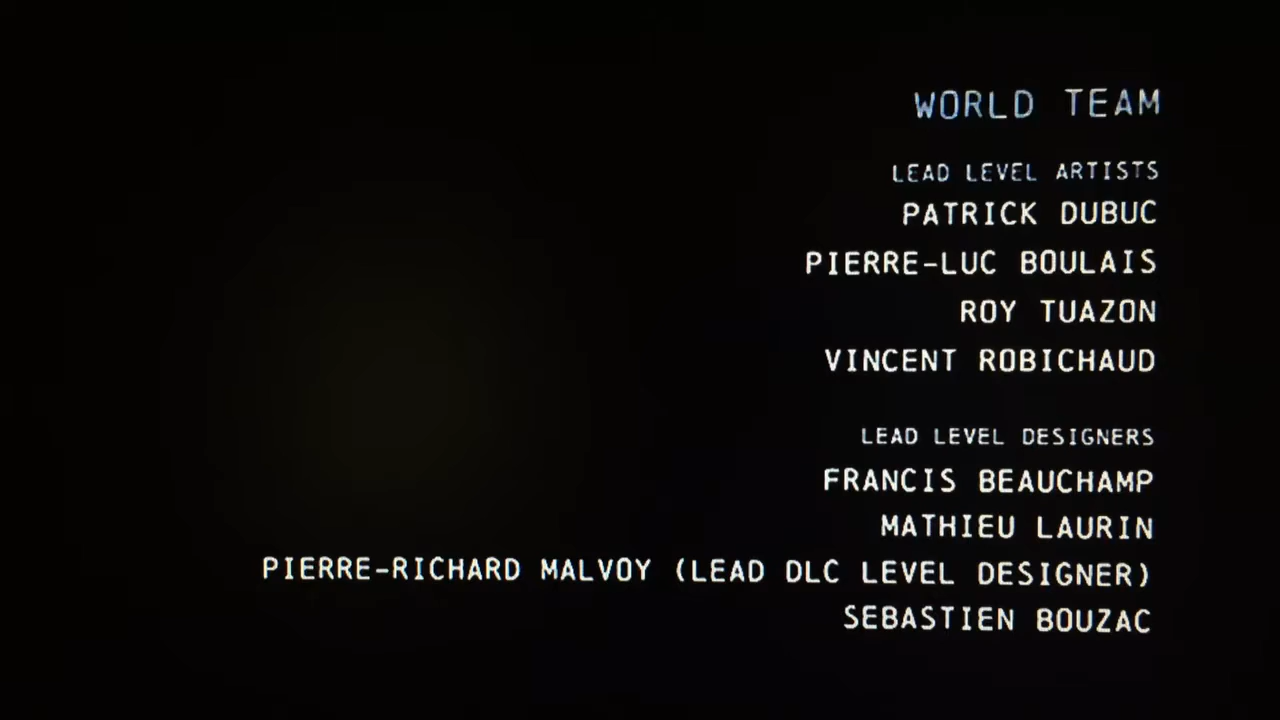 WORLD TEAM
LEAD LEVEL ARTISTS
PATRICK DUBUC
PIERRE-LUC BOULAIS
ROY TUAZON
VINCENT ROBICHAUD
LEAD LEVEL DESIGNERS
FRANCIS BEAUCHAMP
MATHIEU LAURIN
PIERRE-RICHARD MALVOY (LEAD DLC LEVEL DESIGNER)
SEBASTIEN BOUZAC